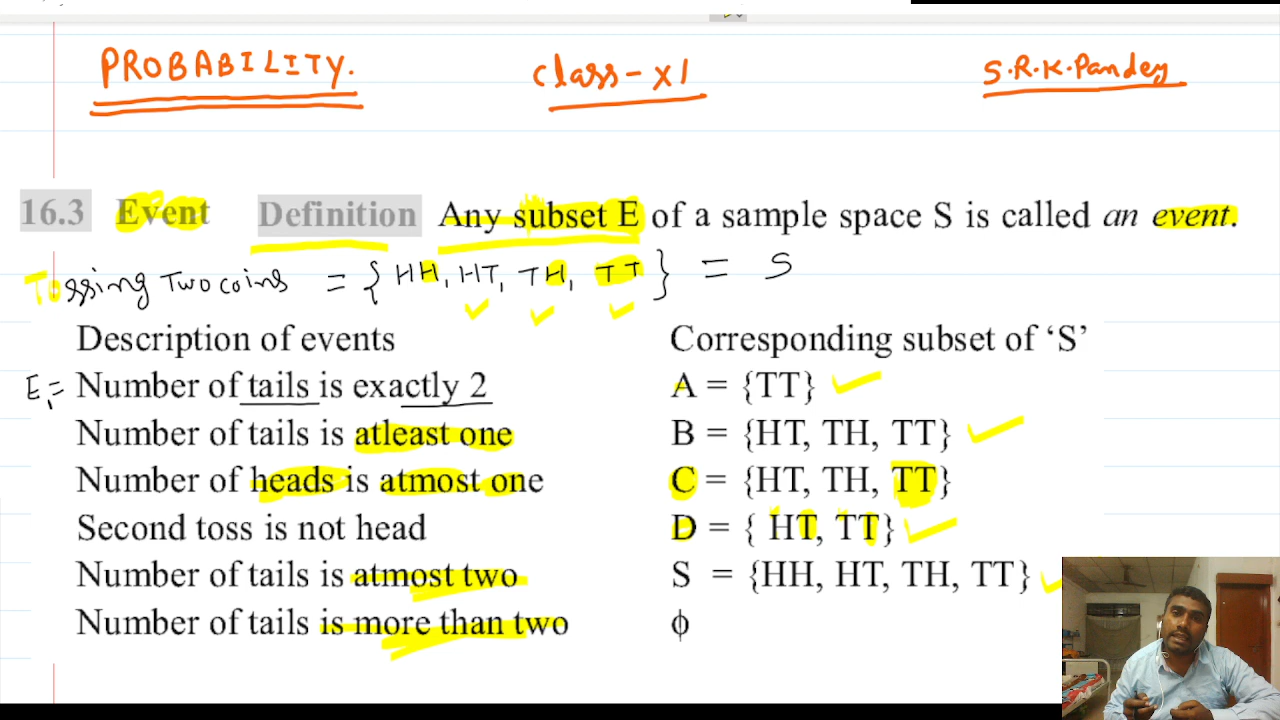 PROBABILITY. Class-XI S.R.K.Pandey
16.3 Event Definition Any subset E of a sample space S is called an event.
Tossing Two coins = {HH, HT, TH, TT} = S
Description of events Corresponding subset of ‘S’
E₁= Number of tails is exactly 2 A = {TT}
Number of tails is atleast one B = {HT, TH, TT}
Number of heads is atmost one C = {HT, TH, TT}
Second toss is not head D = { HT, TT}
Number of tails is atmost two S = {HH, HT, TH, TT}
Number of tails is more than two ϕ